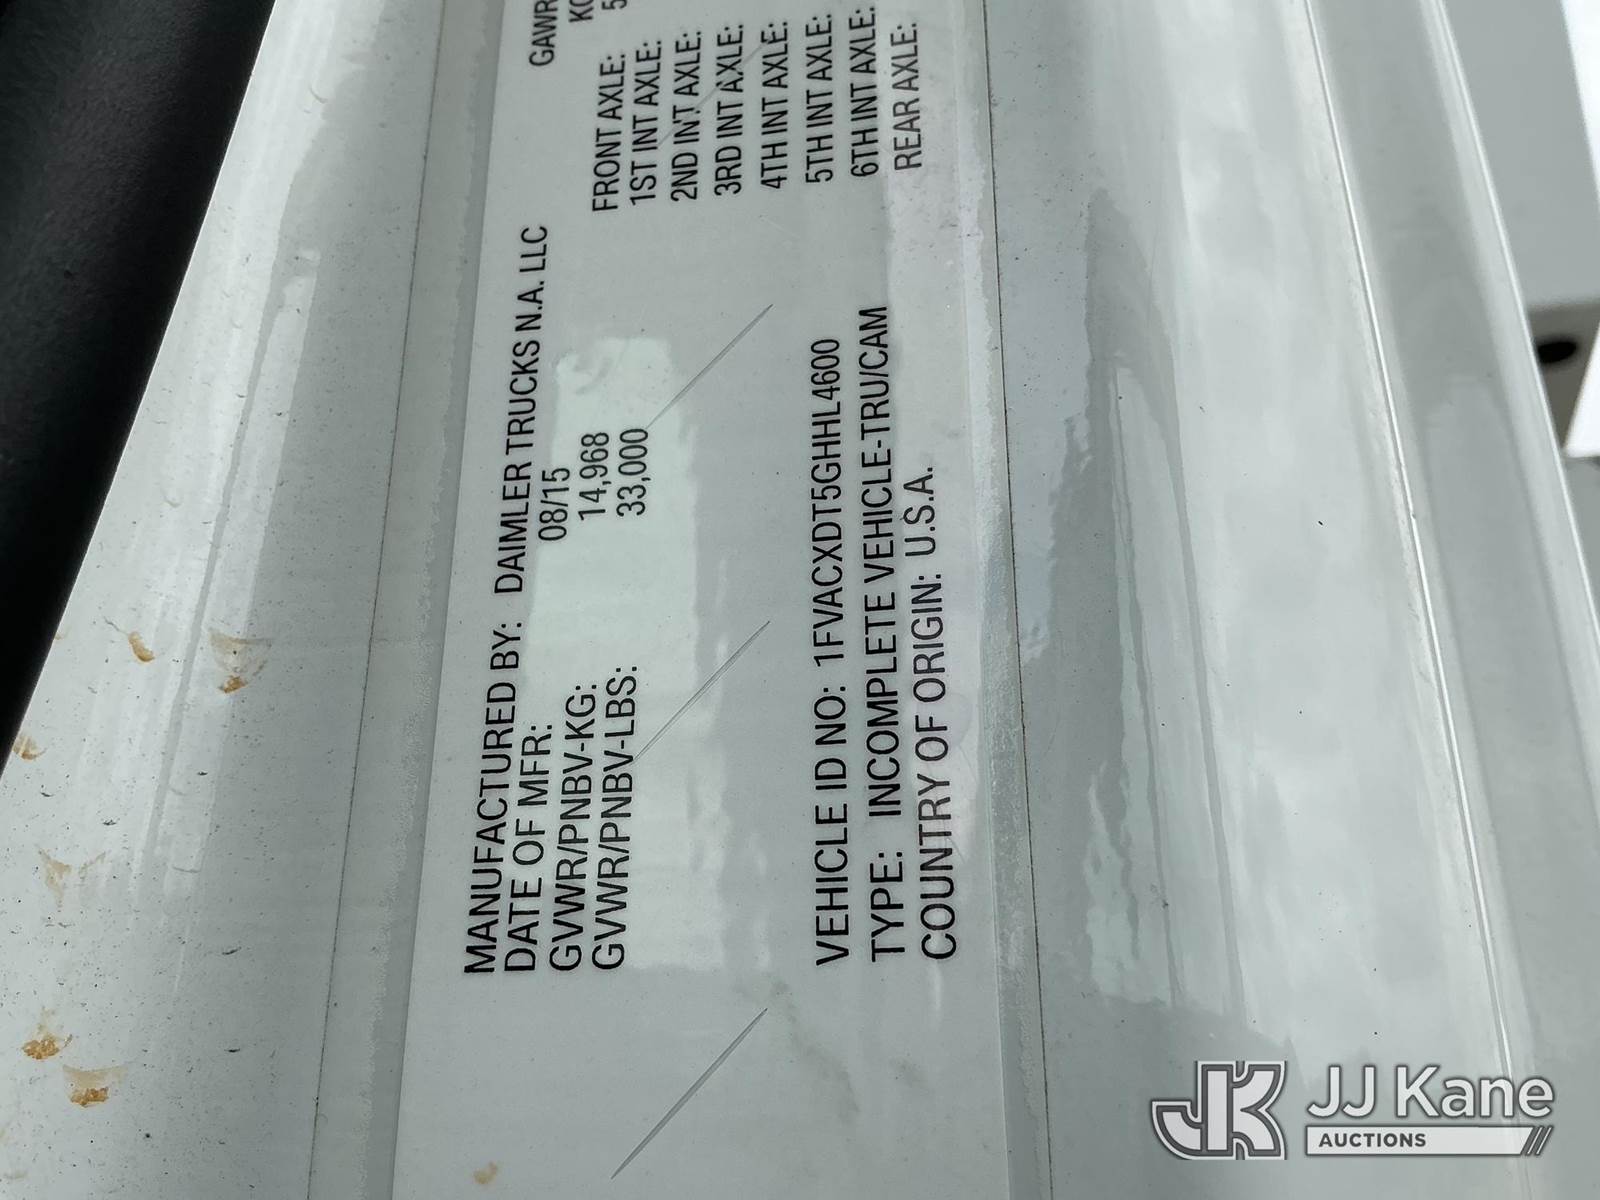 MANUFACTURED BY: DAIMLER TRUCKS N.A. LLC
DATE OF MFR: 08/15
GVWR/PNBV-KG: 14,968
GVWR/PNBV-LBS: 33,000
VEHICLE ID NO: 1FVACXDT5GHHL4600
TYPE: INCOMPLETE VEHICLE-TRU/CAM
COUNTRY OF ORIGIN: U.S.A.
GAWR
FRONT AXLE:
1ST INT AXLE:
2ND INT AXLE:
3RD INT AXLE:
4TH INT AXLE:
5TH INT AXLE:
6TH INT AXLE:
REAR AXLE:
JK JJ Kane
AUCTIONS